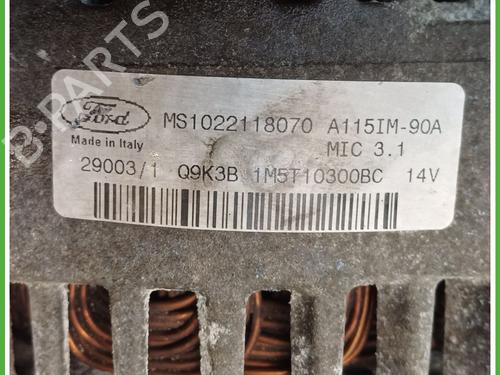 B-PARTS
Ford
MS1022118070 A115IM-90A
Made in Italy
MIC 3.1
29003/1 Q9K3B 1M5T10300BC 14V